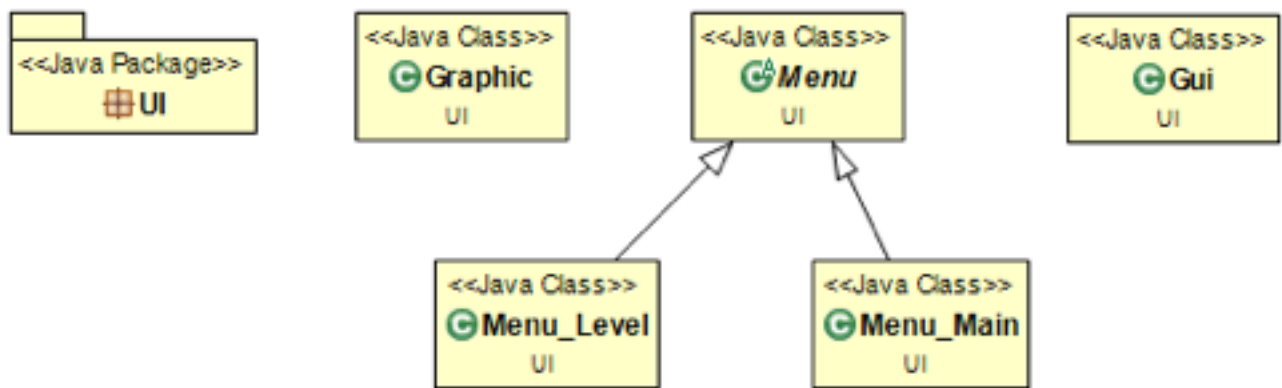 <<Java Package>>
UI
<<Java Class>>
Graphic
UI
<<Java Class>>
Menu
UI
<<Java Class>>
Gui
UI
<<Java Class>>
Menu_Level
UI
<<Java Class>>
Menu_Main
UI